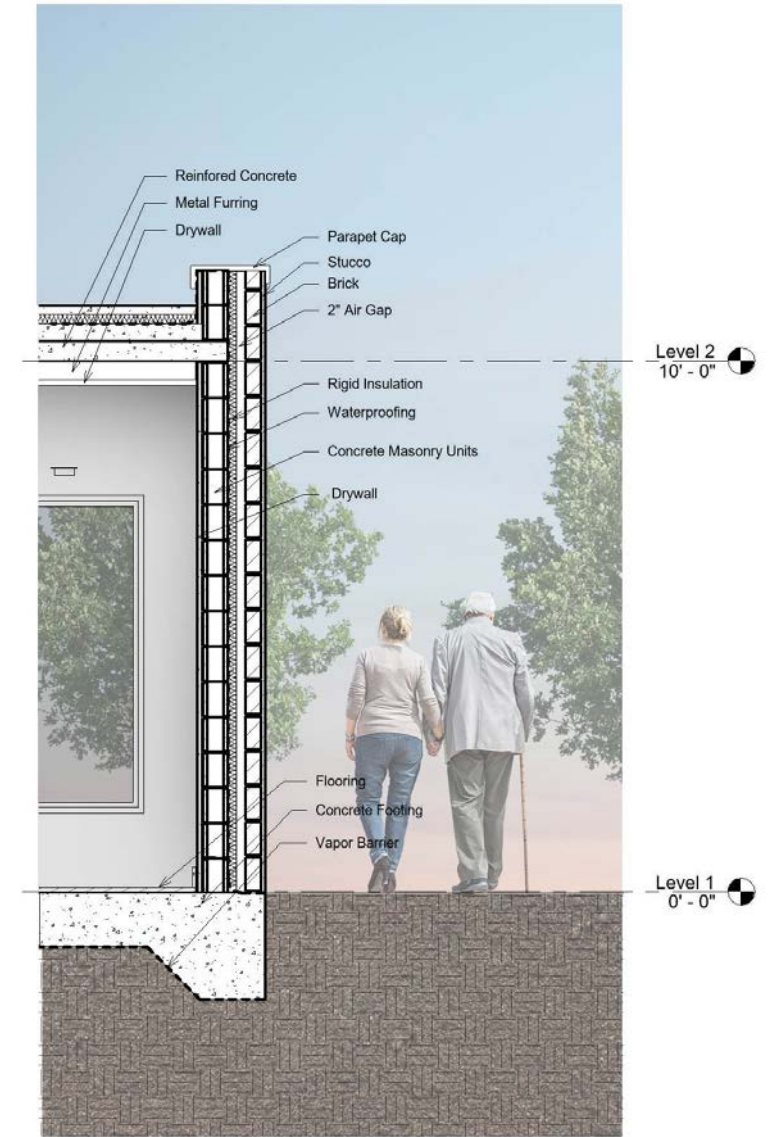 Reinfored Concrete
Metal Furring
Drywall
Parapet Cap
Stucco
Brick
2" Air Gap
Level 2
10' - 0"
Rigid Insulation
Waterproofing
Concrete Masonry Units
Drywall
Flooring
Concrete Footing
Vapor Barrier
Level 1
0' - 0"